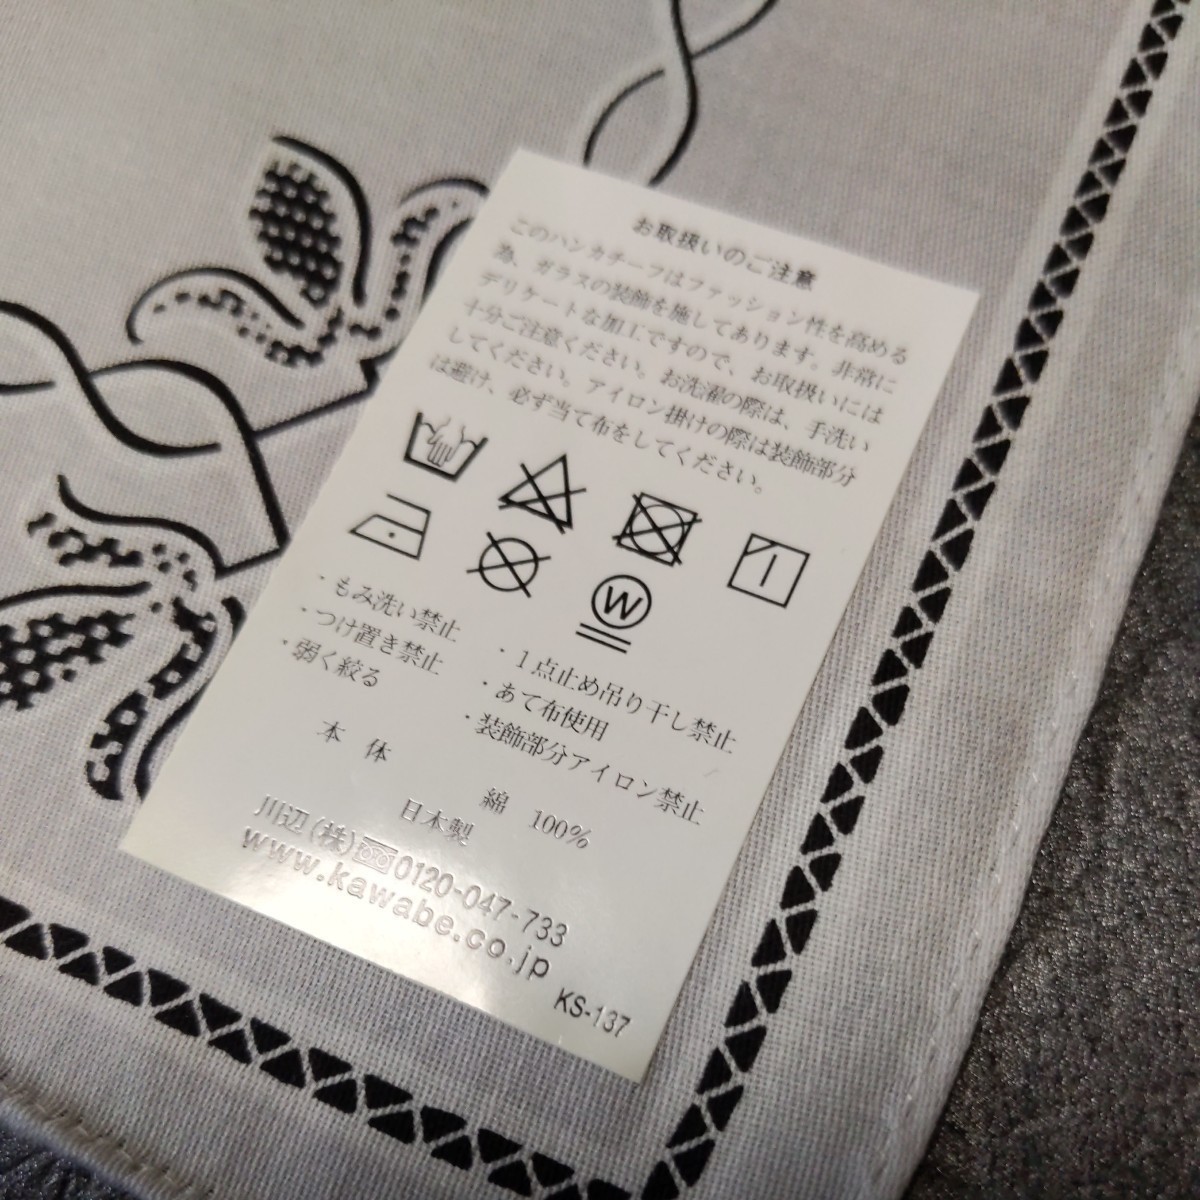 お取扱いのご注意
このハンカチーフはファッション性を高める
為、ガラスの装飾を施してあります。非常に
デリケートな加工ですので、お取扱いには
十分ご注意ください。お洗濯の際は、手洗い
してください。アイロン掛けの際は装飾部分
は避け、必ず当て布をしてください。
W
・もみ洗い禁止
・つけ置き禁止
・弱く絞る
・1点止め吊り干し禁止
・あて布使用
・装飾部分アイロン禁止
本 体 綿 100%
日本製
川辺(株)0120-047-733
www.kawabe.co.jp
KS-137